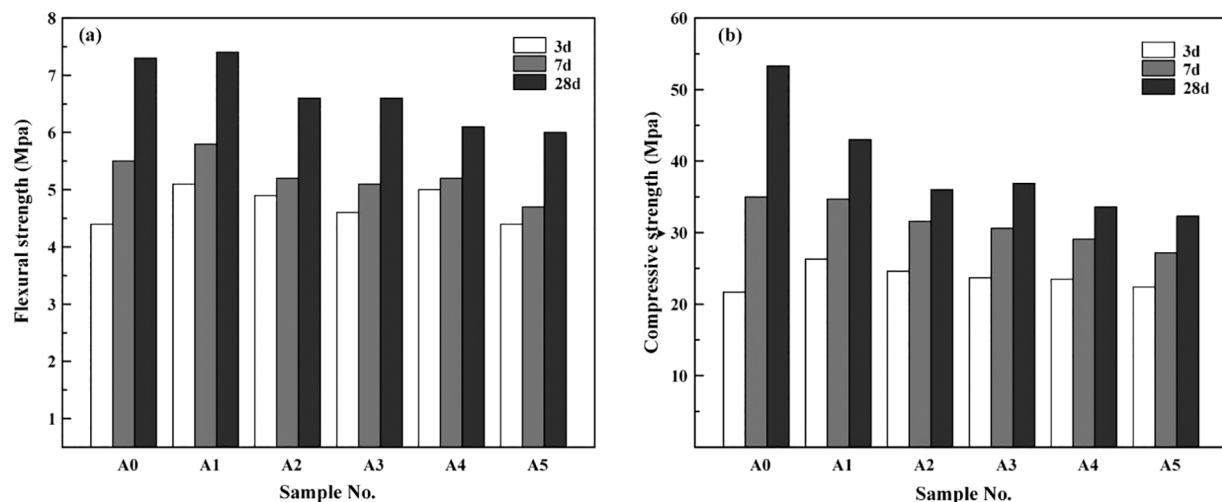 (a)
3d
7d
28d
8
7
6
5
4
3
2
1
Flexural strength (Mpa)
A0 A1 A2 A3 A4 A5
Sample No.
(b)
3d
7d
28d
60
50
40
30
20
10
Compressive strength (Mpa)
A0 A1 A2 A3 A4 A5
Sample No.